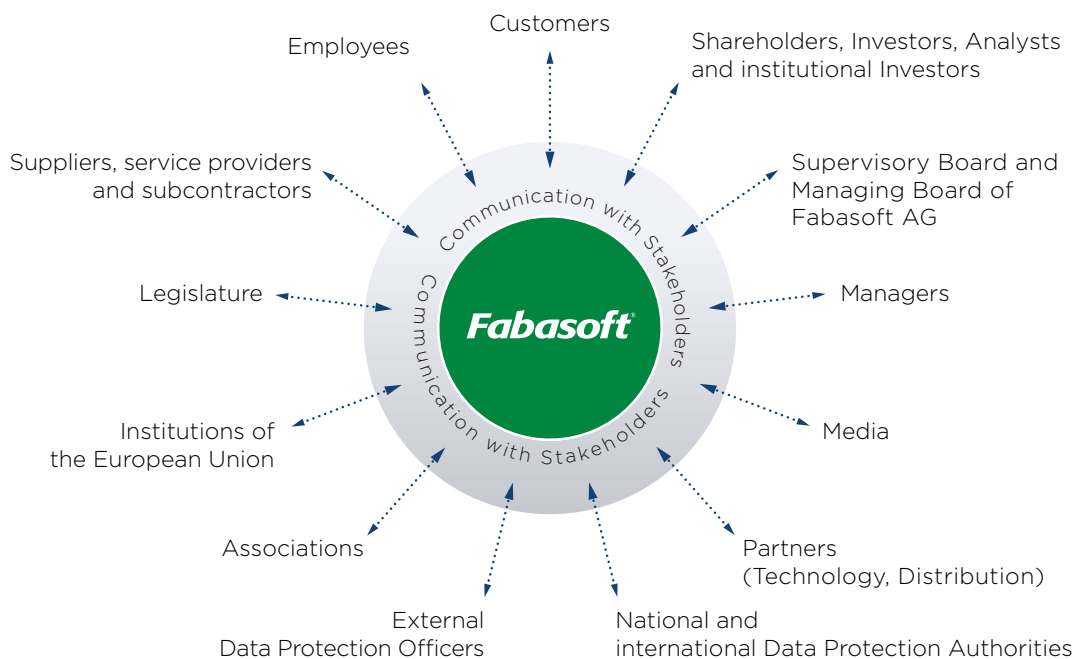 Customers
Employees
Shareholders, Investors, Analysts
and institutional Investors
Suppliers, service providers
and subcontractors
Supervisory Board and
Managing Board of
Fabasoft AG
Communication with Stakeholders
Communication with Stakeholders
Legislature
Managers
Fabasoft®
Institutions of
the European Union
Media
Associations
Partners
(Technology, Distribution)
External
Data Protection Officers
National and
international Data Protection Authorities